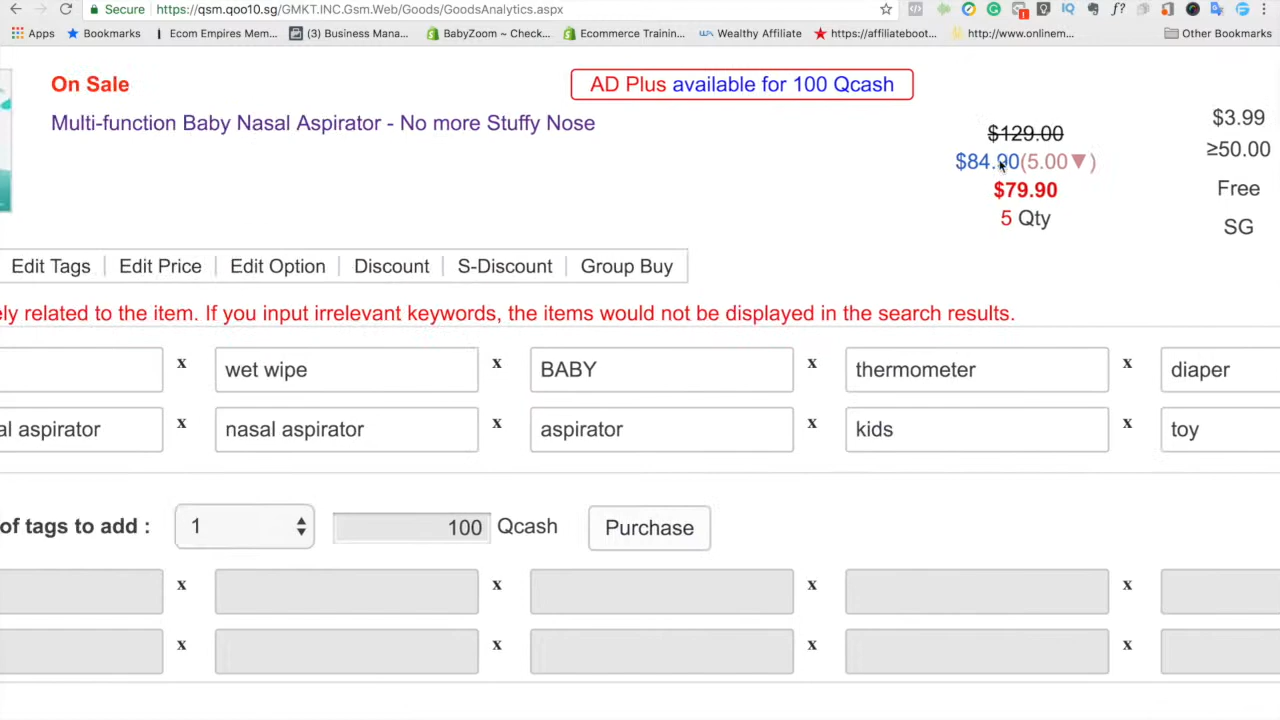 Secure https://qsm.qoo10.sg/GMKT.INC.Gsm.Web/Goods/GoodsAnalytics.aspx
Apps Bookmarks Ecom Empires Mem... (3) Business Mana... BabyZoom ~ Check... Ecommerce Trainin... Wealthy Affiliate https://affiliateboot... http://www.onlinem... Other Bookmarks
On Sale
AD Plus available for 100 Qcash
Multi-function Baby Nasal Aspirator - No more Stuffy Nose
$129.00
$84.90(5.00▼)
$79.90
5 Qty
$3.99
≥50.00
Free
SG
Edit Tags | Edit Price | Edit Option | Discount | S-Discount | Group Buy
ely related to the item. If you input irrelevant keywords, the items would not be displayed in the search results.
x wet wipe x BABY x thermometer x diaper
al aspirator x nasal aspirator x aspirator x kids x toy
of tags to add : 1 100 Qcash Purchase
x x x x
x x x x